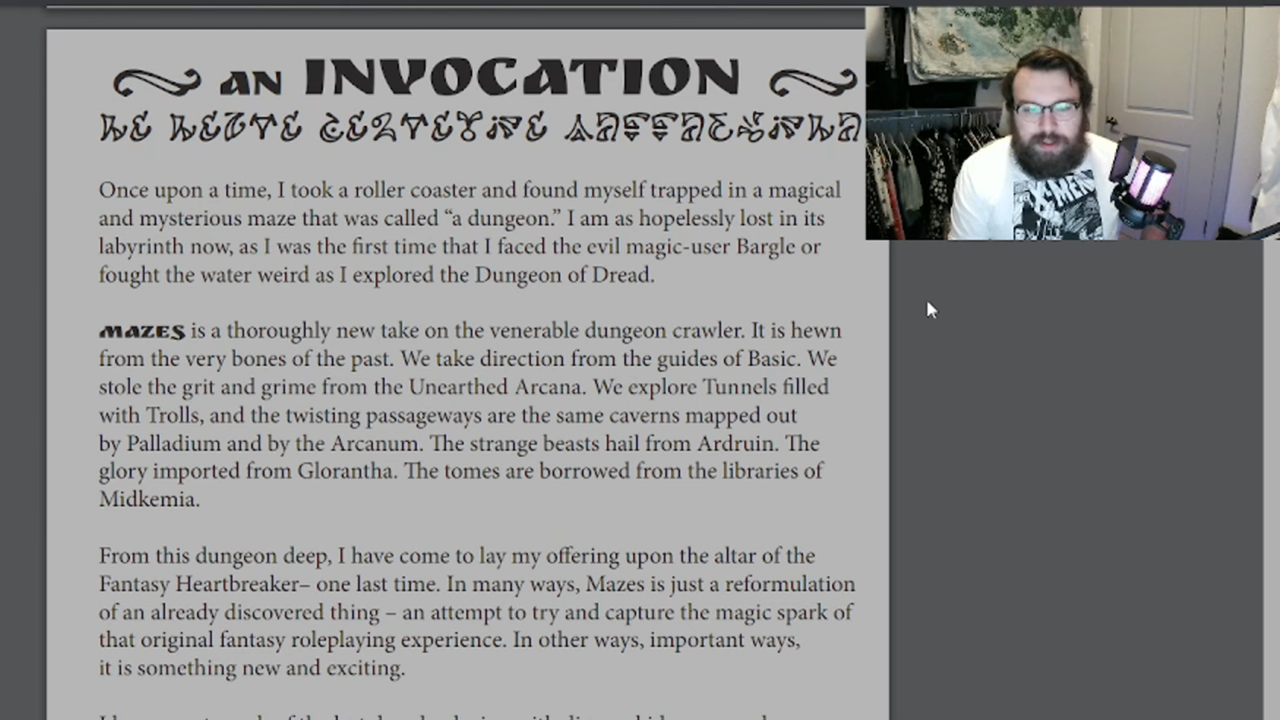 AN INVOCATION
Once upon a time, I took a roller coaster and found myself trapped in a magical
and mysterious maze that was called “a dungeon.” I am as hopelessly lost in its
labyrinth now, as I was the first time that I faced the evil magic-user Bargle or
fought the water weird as I explored the Dungeon of Dread.
MAZES is a thoroughly new take on the venerable dungeon crawler. It is hewn
from the very bones of the past. We take direction from the guides of Basic. We
stole the grit and grime from the Unearthed Arcana. We explore Tunnels filled
with Trolls, and the twisting passageways are the same caverns mapped out
by Palladium and by the Arcanum. The strange beasts hail from Ardruin. The
glory imported from Glorantha. The tomes are borrowed from the libraries of
Midkemia.
From this dungeon deep, I have come to lay my offering upon the altar of the
Fantasy Heartbreaker– one last time. In many ways, Mazes is just a reformulation
of an already discovered thing – an attempt to try and capture the magic spark of
that original fantasy roleplaying experience. In other ways, important ways,
it is something new and exciting.
X-MEN